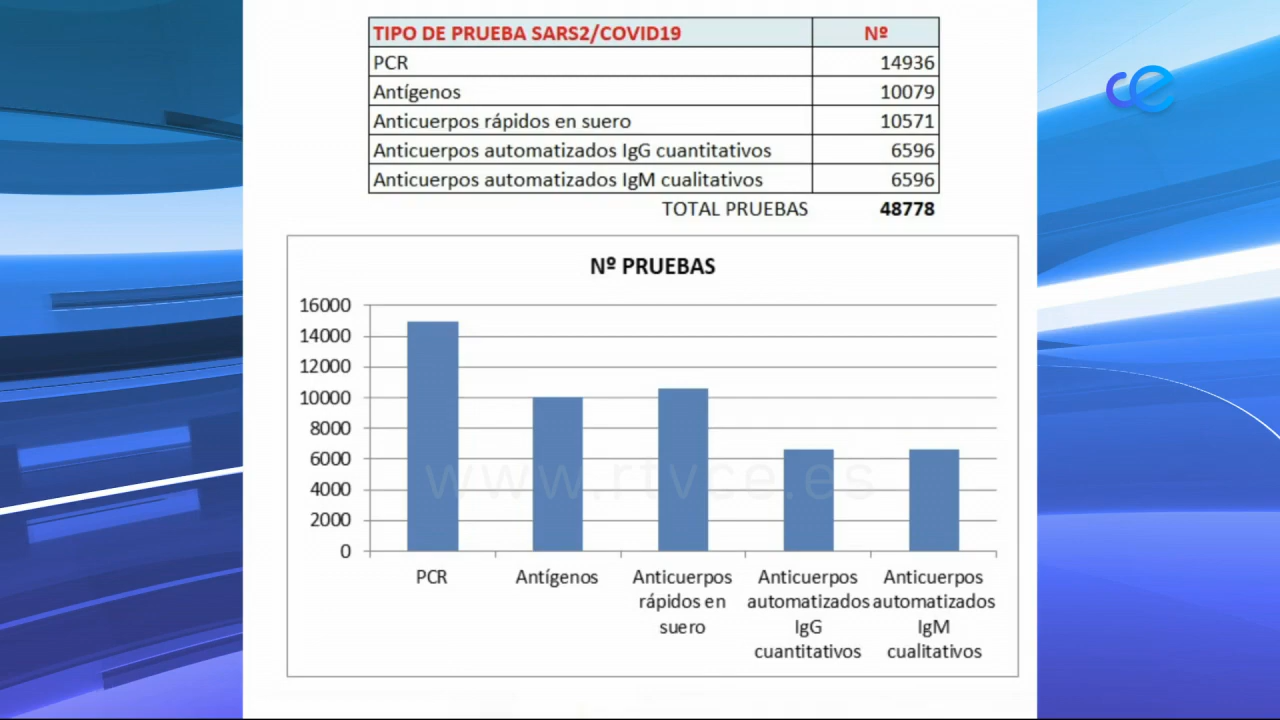 TIPO DE PRUEBA SARS2/COVID19 Nº
PCR 14936
Antígenos 10079
Anticuerpos rápidos en suero 10571
Anticuerpos automatizados IgG cuantitativos 6596
Anticuerpos automatizados IgM cualitativos 6596
TOTAL PRUEBAS 48778
Nº PRUEBAS
16000
14000
12000
10000
8000
6000
4000
2000
0
PCR
Antígenos
Anticuerpos rápidos en suero
Anticuerpos automatizados IgG cuantitativos
Anticuerpos automatizados IgM cualitativos
www.rtvce.es
ce